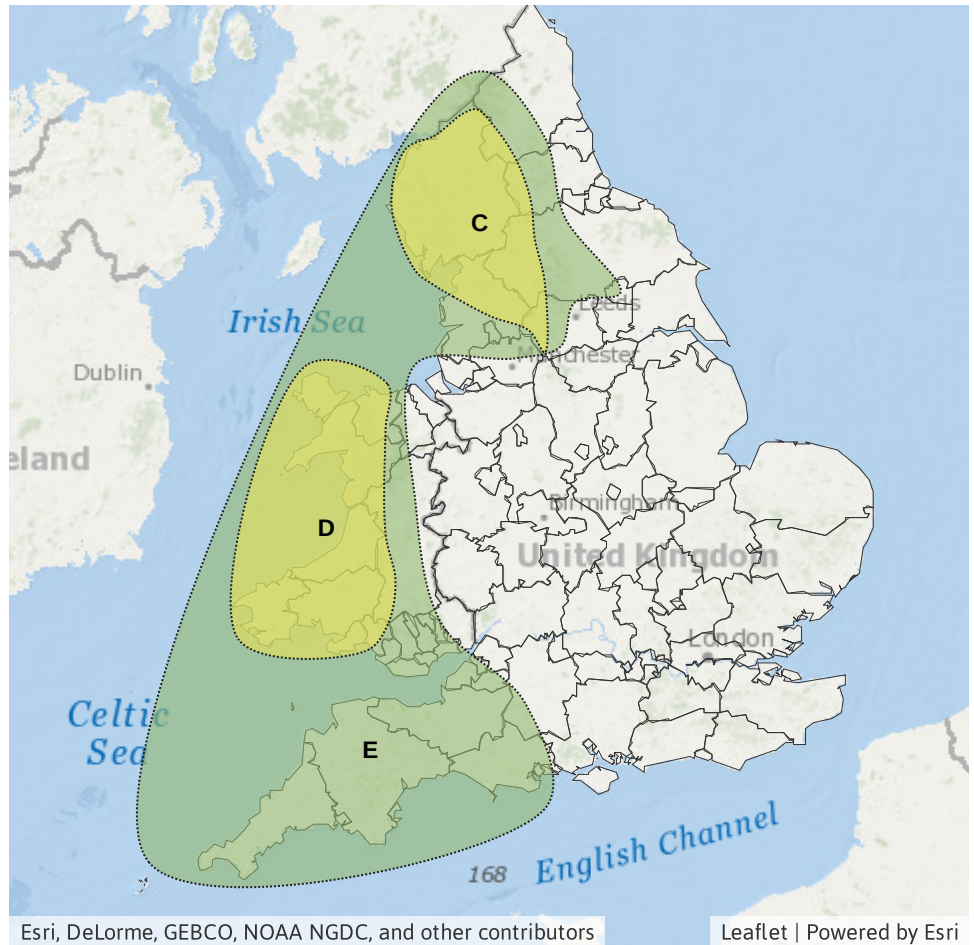 C
Leeds
Irish Sea
Manchester
Dublin
eland
Birmingham
D
United Kingdom
London
Celtic
Sea
E
English Channel
168
Esri, DeLorme, GEBCO, NOAA NGDC, and other contributors
Leaflet | Powered by Esri